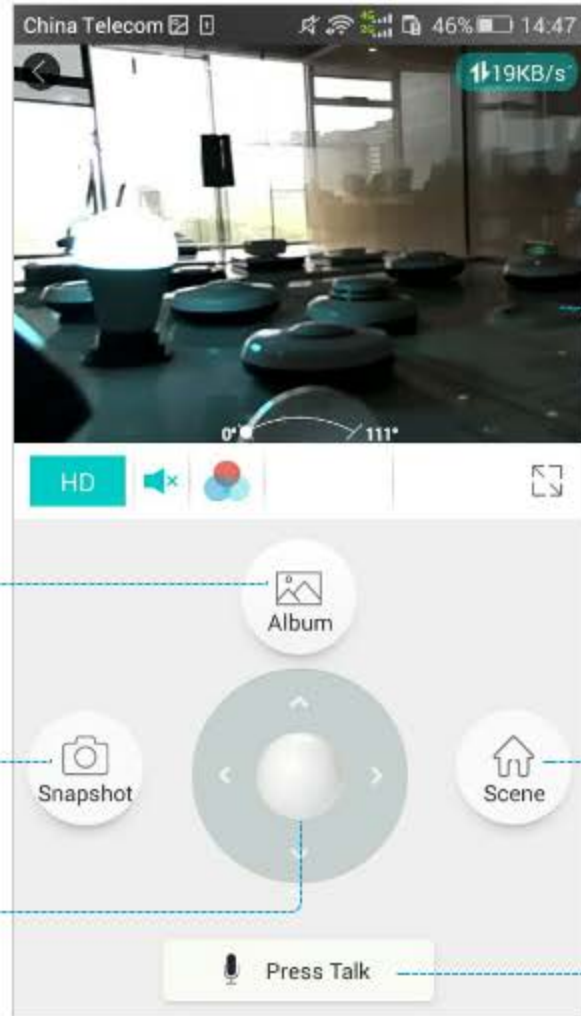 China Telecom 46% 14:47
19KB/s
0° 111°
HD
Album
Snapshot
Scene
Press Talk